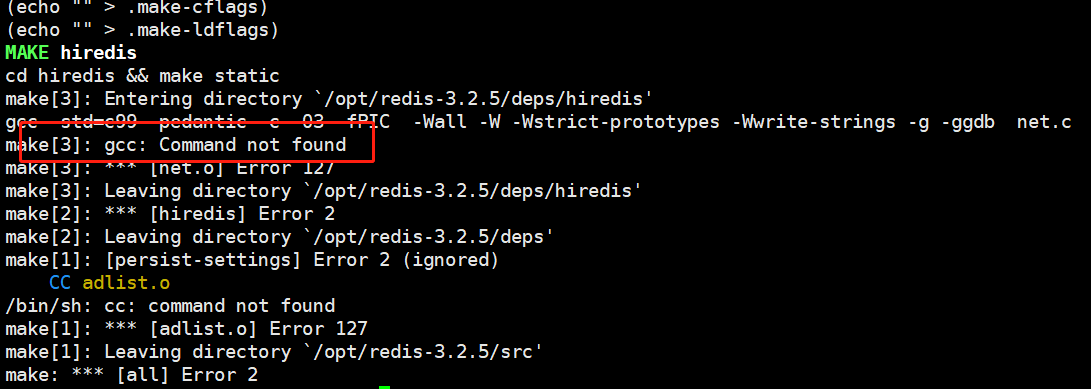 (echo "" > .make-cflags)
(echo "" > .make-ldflags)
MAKE hiredis
cd hiredis && make static
make[3]: Entering directory `/opt/redis-3.2.5/deps/hiredis'
gcc -std=c99 -pedantic -c -O3 -fPIC  -Wall -W -Wstrict-prototypes -Wwrite-strings -g -ggdb  net.c
make[3]: gcc: Command not found
make[3]: *** [net.o] Error 127
make[3]: Leaving directory `/opt/redis-3.2.5/deps/hiredis'
make[2]: *** [hiredis] Error 2
make[2]: Leaving directory `/opt/redis-3.2.5/deps'
make[1]: [persist-settings] Error 2 (ignored)
    CC adlist.o
/bin/sh: cc: command not found
make[1]: *** [adlist.o] Error 127
make[1]: Leaving directory `/opt/redis-3.2.5/src'
make: *** [all] Error 2